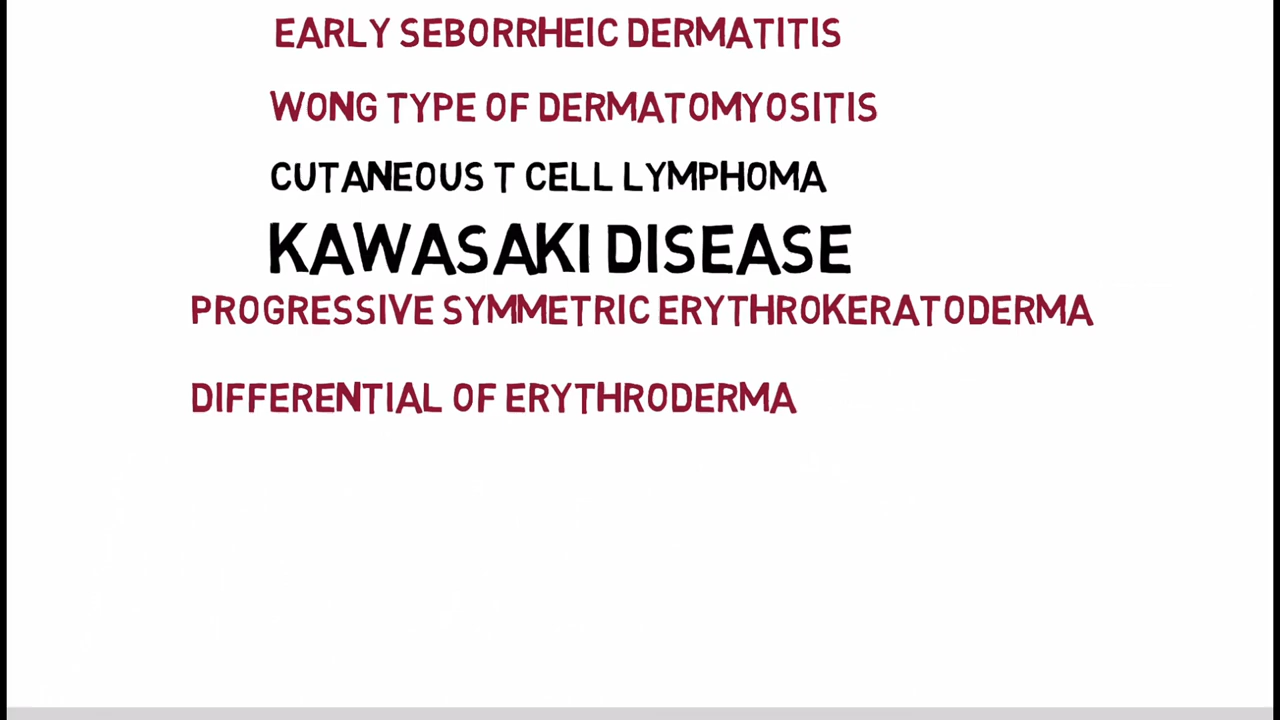 EARLY SEBORRHEIC DERMATITIS
WONG TYPE OF DERMATOMYOSITIS
CUTANEOUS T CELL LYMPHOMA
KAWASAKI DISEASE
PROGRESSIVE SYMMETRIC ERYTHROKERATODERMA
DIFFERENTIAL OF ERYTHRODERMA